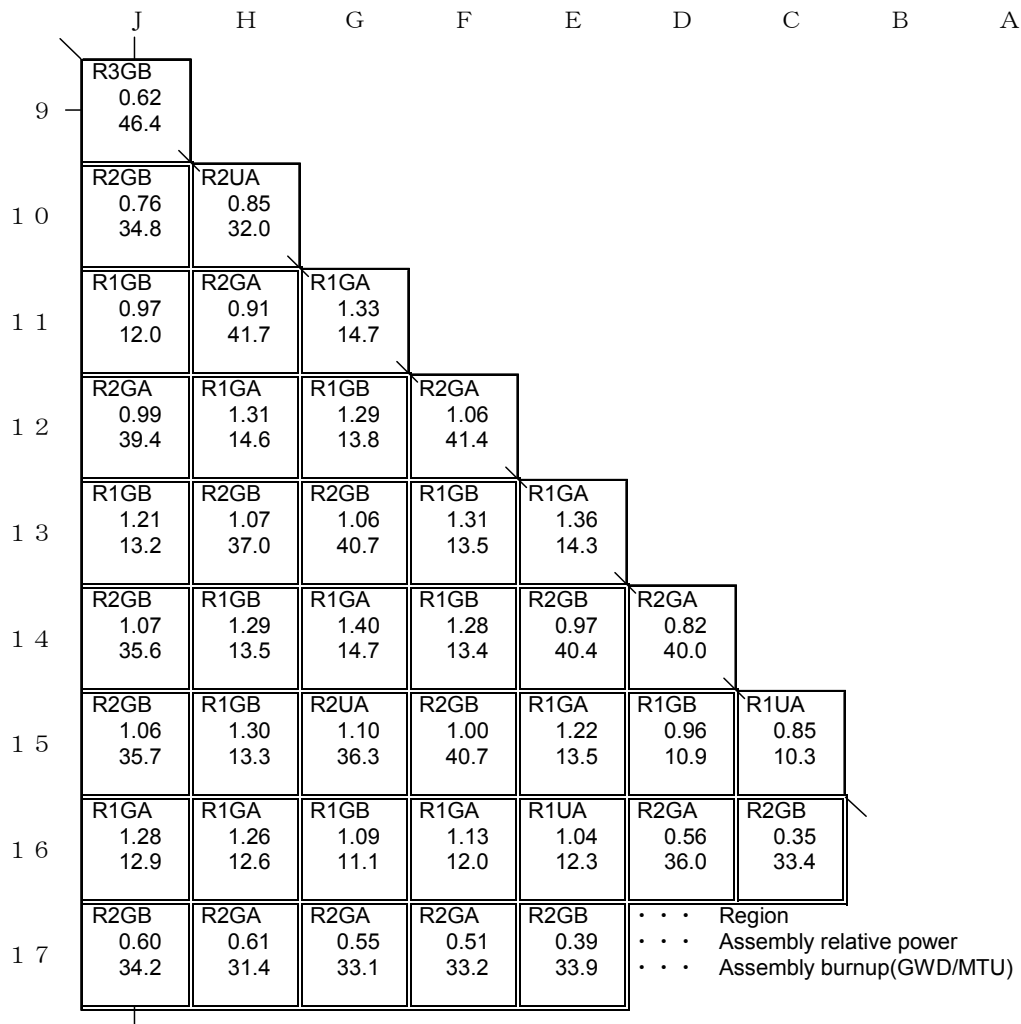 J H G F E D C B A
R3GB
0.62
9
46.4
R2GB R2UA
0.76 0.85
10
34.8 32.0
R1GB R2GA R1GA
0.97 0.91 1.33
11
12.0 41.7 14.7
R2GA R1GA R1GB R2GA
0.99 1.31 1.29 1.06
12
39.4 14.6 13.8 41.4
R1GB R2GB R2GB R1GB R1GA
1.21 1.07 1.06 1.31 1.36
13
13.2 37.0 40.7 13.5 14.3
R2GB R1GB R1GA R1GB R2GB R2GA
1.07 1.29 1.40 1.28 0.97 0.82
14
35.6 13.5 14.7 13.4 40.4 40.0
R2GB R1GB R2UA R2GB R1GA R1GB R1UA
1.06 1.30 1.10 1.00 1.22 0.96 0.85
15
35.7 13.3 36.3 40.7 13.5 10.9 10.3
R1GA R1GA R1GB R1GA R1UA R2GA R2GB
1.28 1.26 1.09 1.13 1.04 0.56 0.35
16
12.9 12.6 11.1 12.0 12.3 36.0 33.4
R2GB R2GA R2GA R2GA R2GB ・・・ Region
0.60 0.61 0.55 0.51 0.39 ・・・ Assembly relative power
17
34.2 31.4 33.1 33.2 33.9 ・・・ Assembly burnup(GWD/MTU)